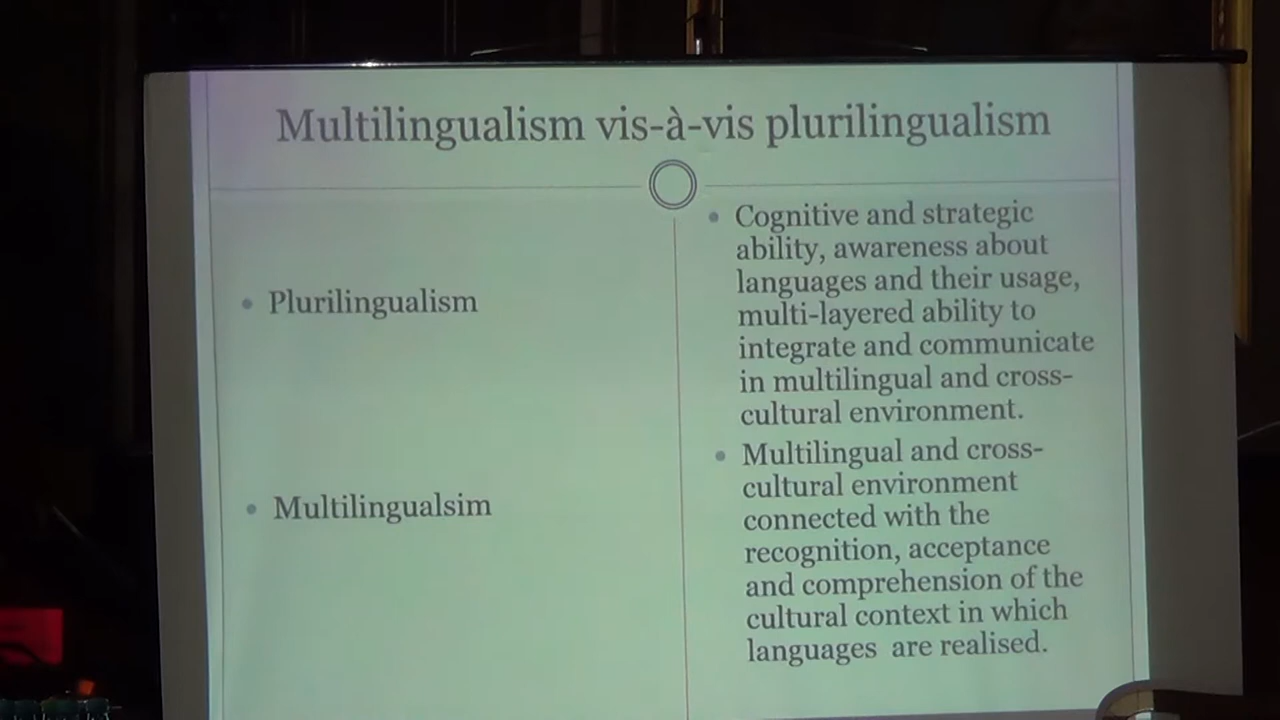 Multilingualism vis-à-vis plurilingualism
• Plurilingualism
• Cognitive and strategic
ability, awareness about
languages and their usage,
multi-layered ability to
integrate and communicate
in multilingual and cross-
cultural environment.
• Multilingualsim
• Multilingual and cross-
cultural environment
connected with the
recognition, acceptance
and comprehension of the
cultural context in which
languages  are realised.